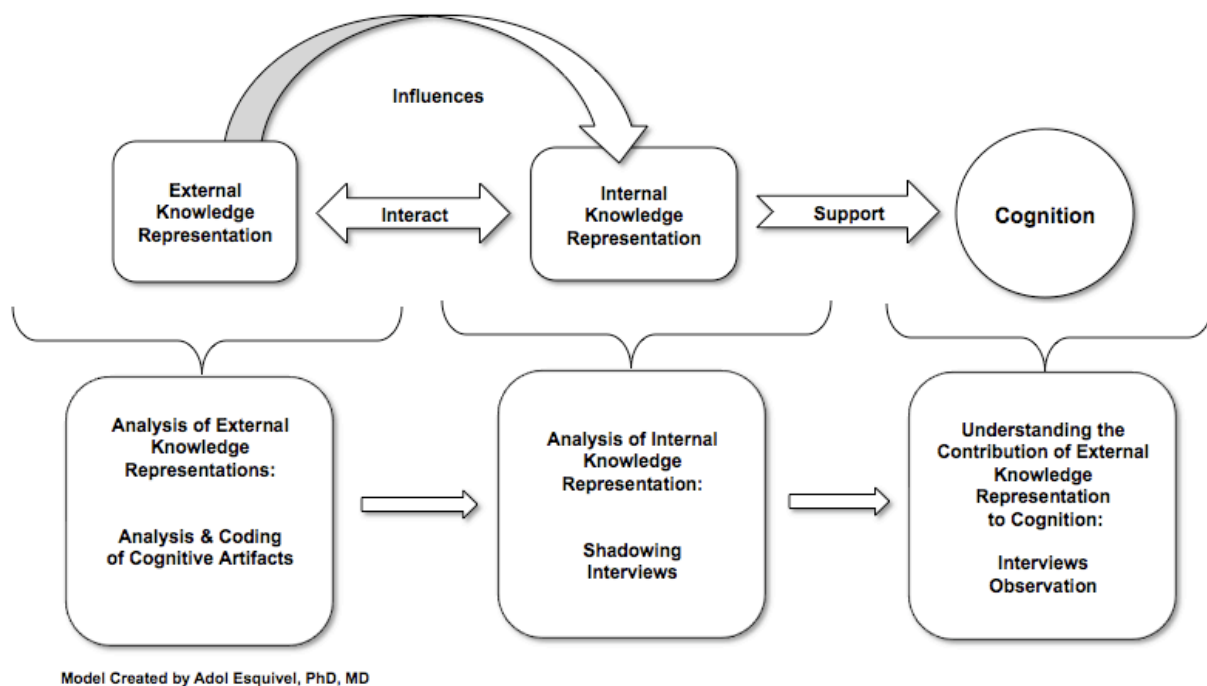 Influences
External
Knowledge
Representation
Interact
Internal
Knowledge
Representation
Support
Cognition
Analysis of External
Knowledge
Representations:
Analysis & Coding
of Cognitive Artifacts
Analysis of Internal
Knowledge
Representation:
Shadowing
Interviews
Understanding the
Contribution of External
Knowledge
Representation
to Cognition:
Interviews
Observation
Model Created by Adol Esquivel, PhD, MD